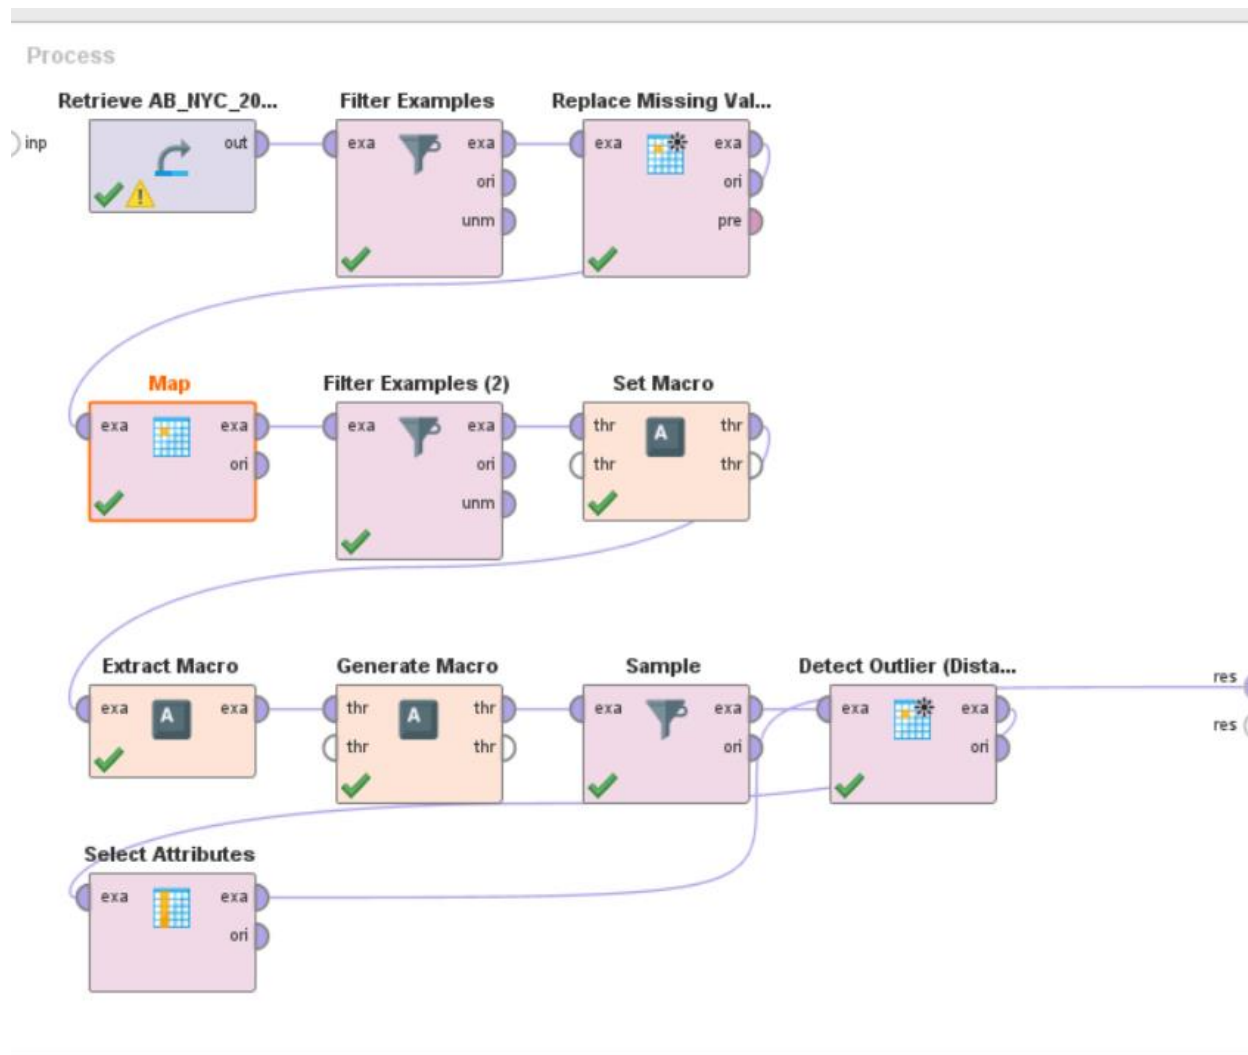 Process
Retrieve AB_NYC_20... Filter Examples Replace Missing Val...
inp out exa exa exa exa
ori ori
unm pre
Map Filter Examples (2) Set Macro
exa exa exa exa thr thr
ori ori thr thr
unm
Extract Macro Generate Macro Sample Detect Outlier (Dista...
exa exa thr thr exa exa exa exa res
thr thr ori ori res
Select Attributes
exa exa
ori